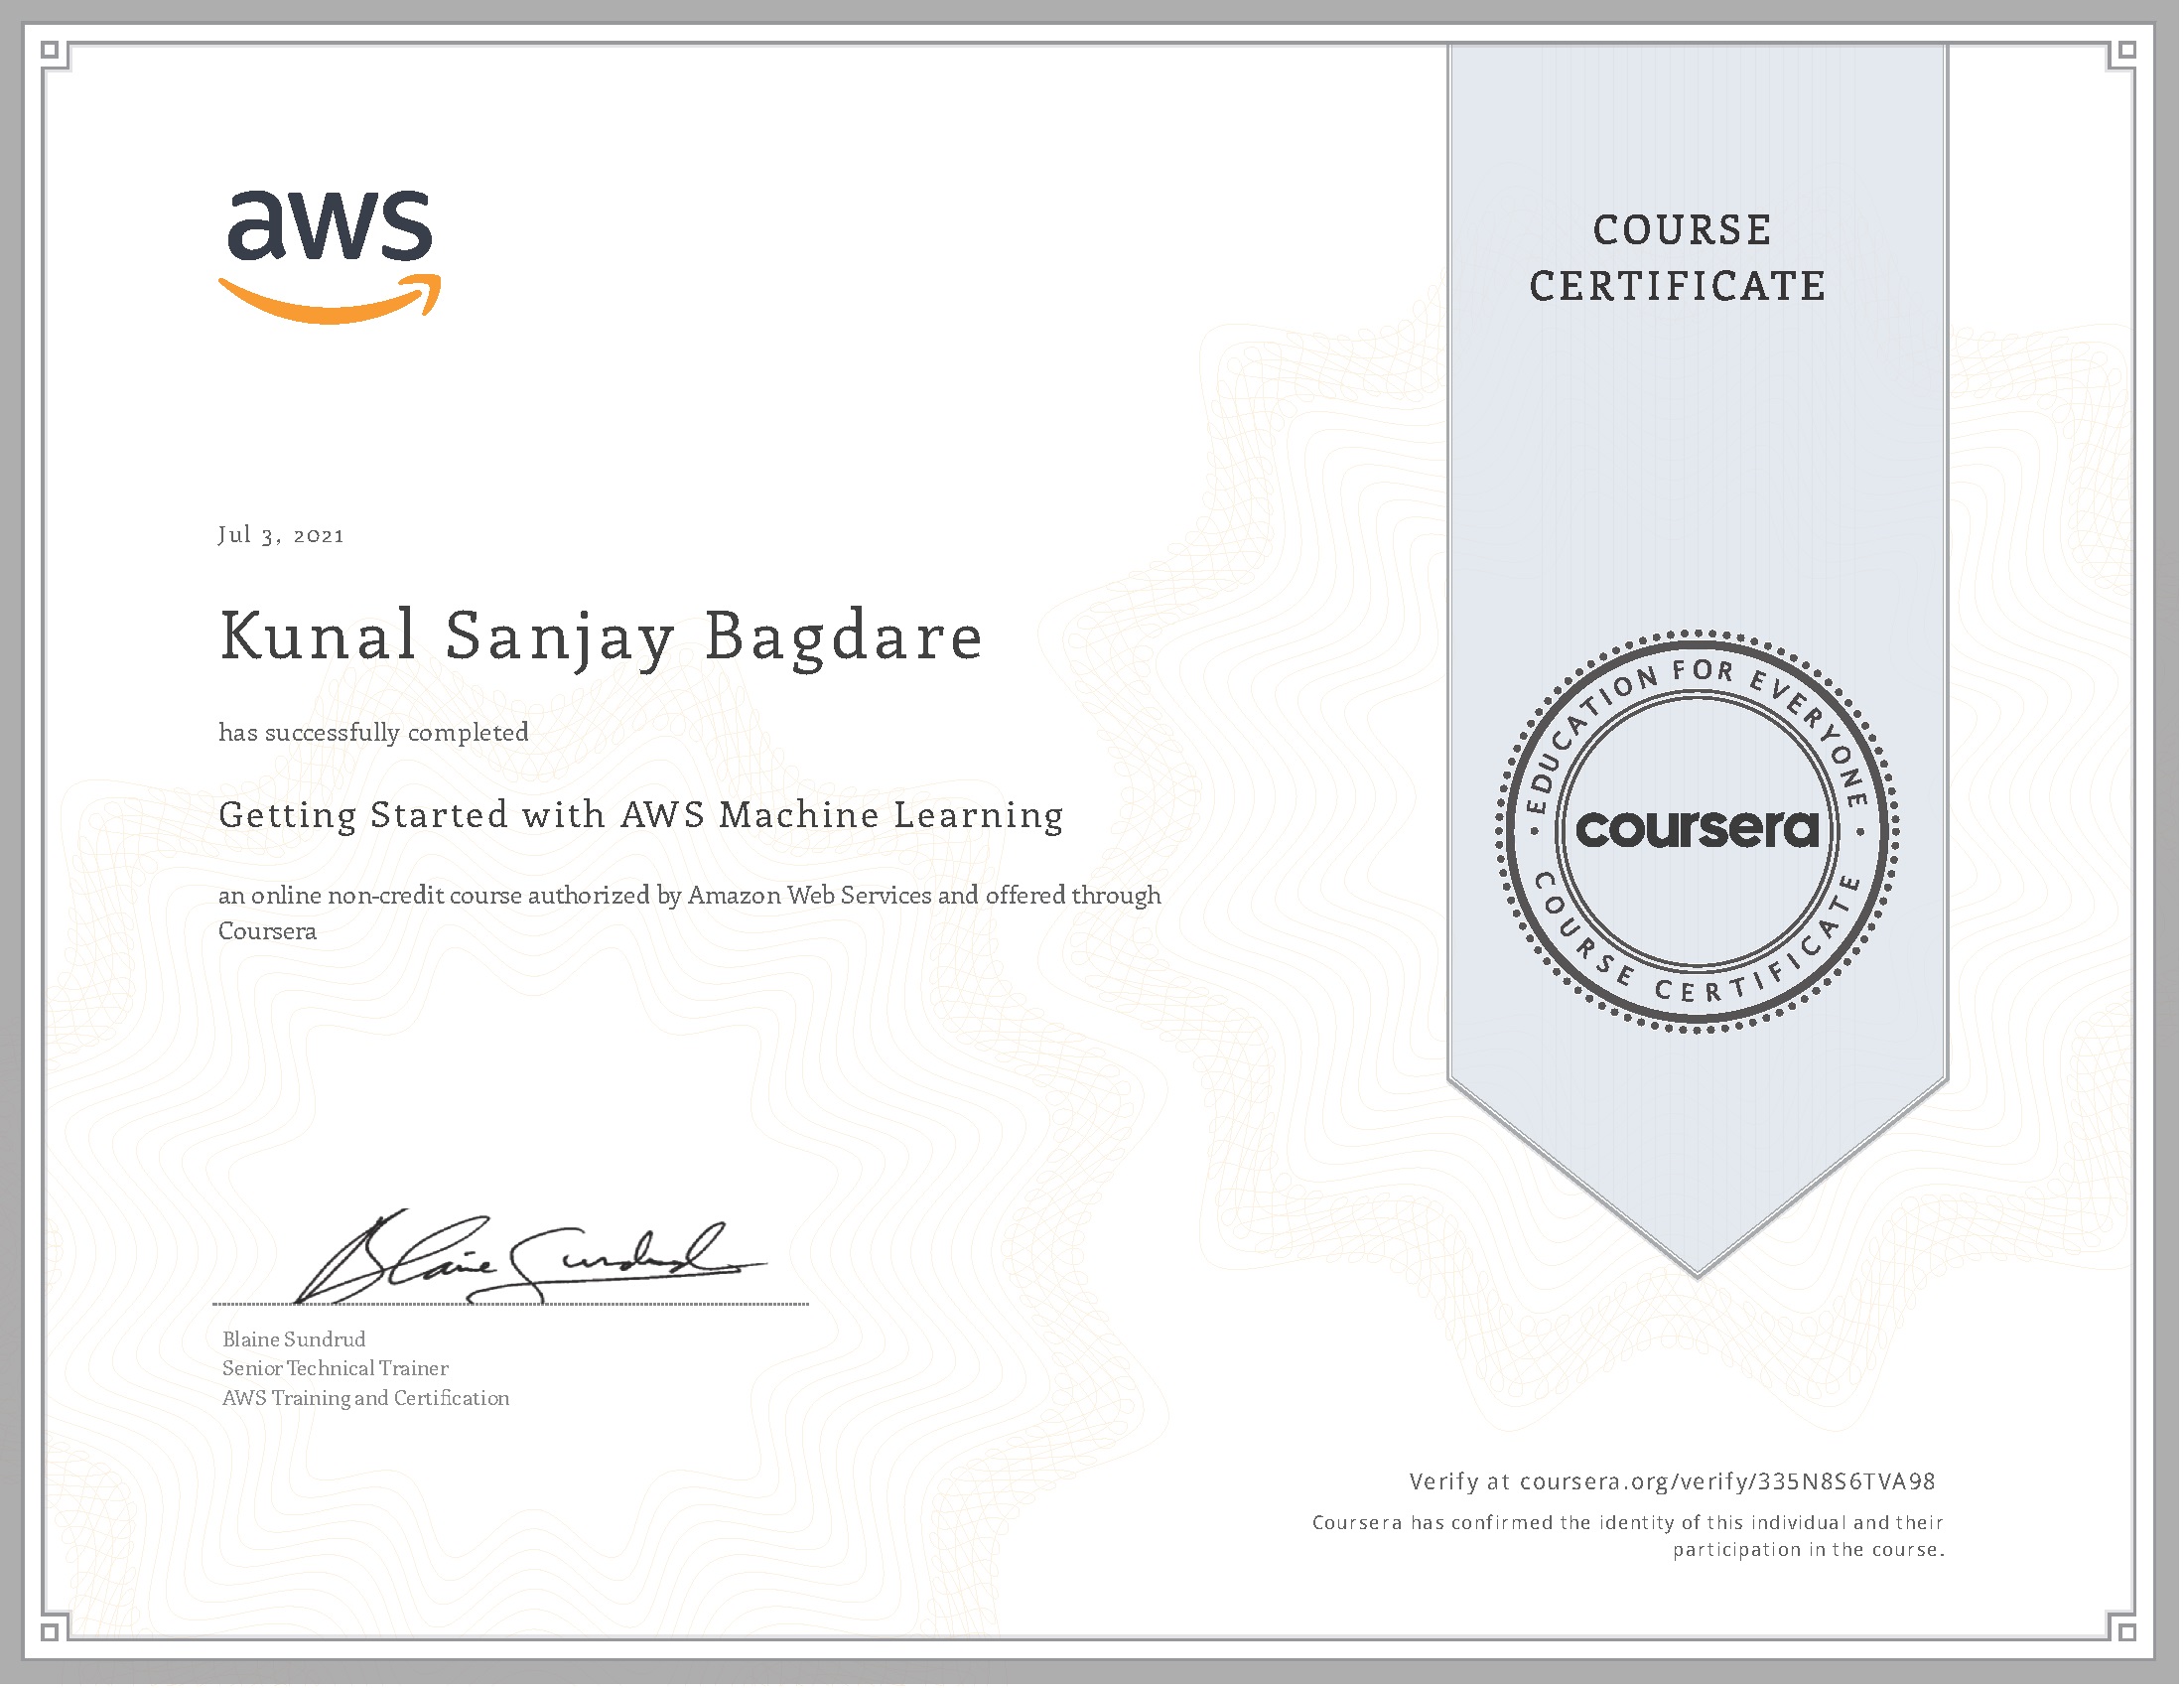 aws
COURSE
CERTIFICATE
Jul 3, 2021
Kunal Sanjay Bagdare
has successfully completed
Getting Started with AWS Machine Learning
an online non-credit course authorized by Amazon Web Services and offered through
Coursera
EDUCATION FOR EVERYONE
coursera
COURSE CERTIFICATE
Blaine Sundrud
Blaine Sundrud
Senior Technical Trainer
AWS Training and Certification
Verify at coursera.org/verify/335N8S6TVA98
Coursera has confirmed the identity of this individual and their
participation in the course.